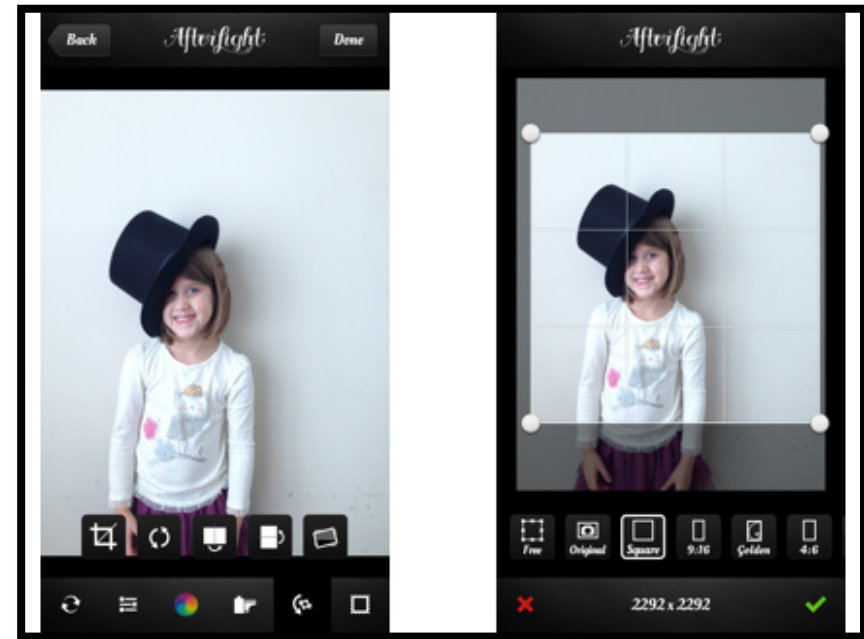 Back
Afterlight
Done
Afterlight
Free
Original
Square
9:16
Golden
4:6
2292 x 2292